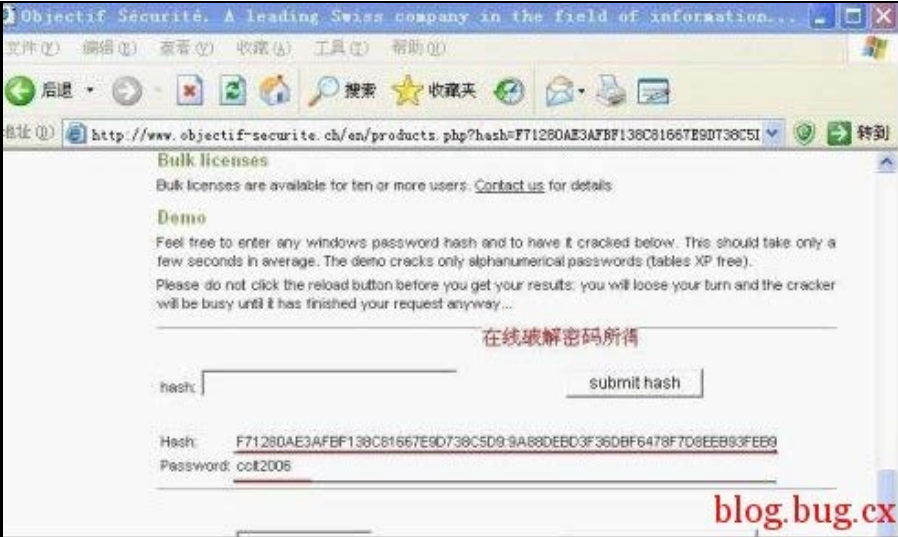 Objectif Sécurité. A leading Swiss company in the field of information...
文件(F) 编辑(E) 查看(V) 收藏(A) 工具(T) 帮助(H)
后退 搜索 收藏夹
地址(D) http://www.objectif-securite.ch/en/products.php?hash=F71280AE3AFBF138C81667E9D738C5D 转到
Bulk licenses
Bulk licenses are available for ten or more users. Contact us for details
Demo
Feel free to enter any windows password hash and to have it cracked below. This should take only a
few seconds in average. The demo cracks only alphanumerical passwords (tables XP free).
Please do not click the reload button before you get your results: you will loose your turn and the cracker
will be busy until it has finished your request anyway...
在线破解密码所得
hash: submit hash
Hash: F71280AE3AFBF138C81667E9D738C5D9:9A88DEBD3F36DBF6478F7D8EEB93FEB9
Password: cclt2006
blog.bug.cx